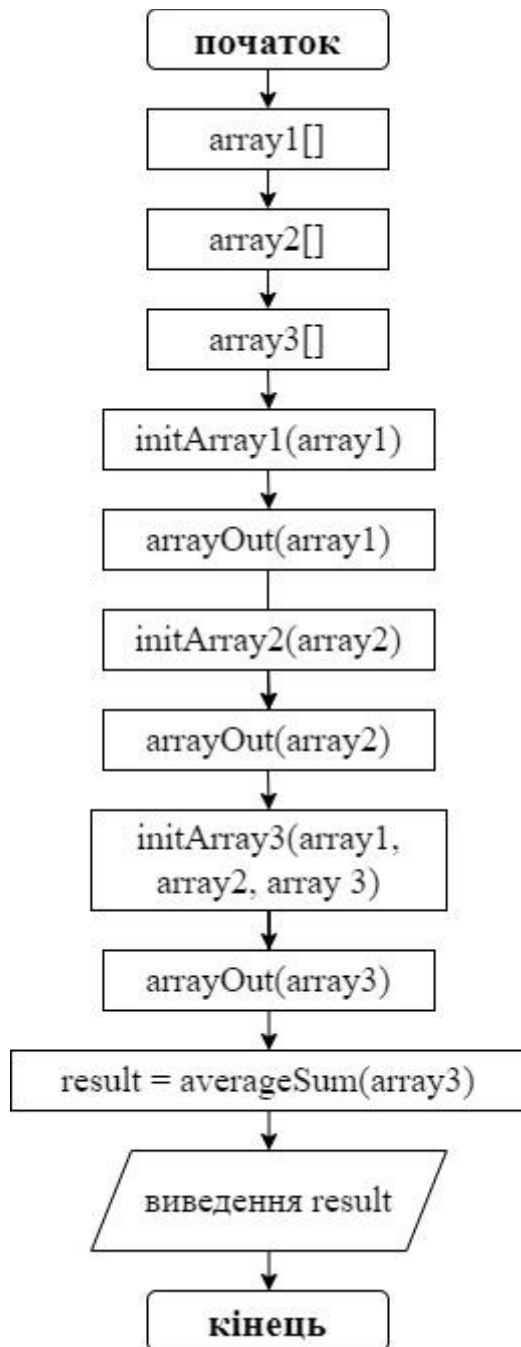 початок
array1[]
array2[]
array3[]
initArray1(array1)
arrayOut(array1)
initArray2(array2)
arrayOut(array2)
initArray3(array1,
array2, array 3)
arrayOut(array3)
result = averageSum(array3)
виведення result
кінець